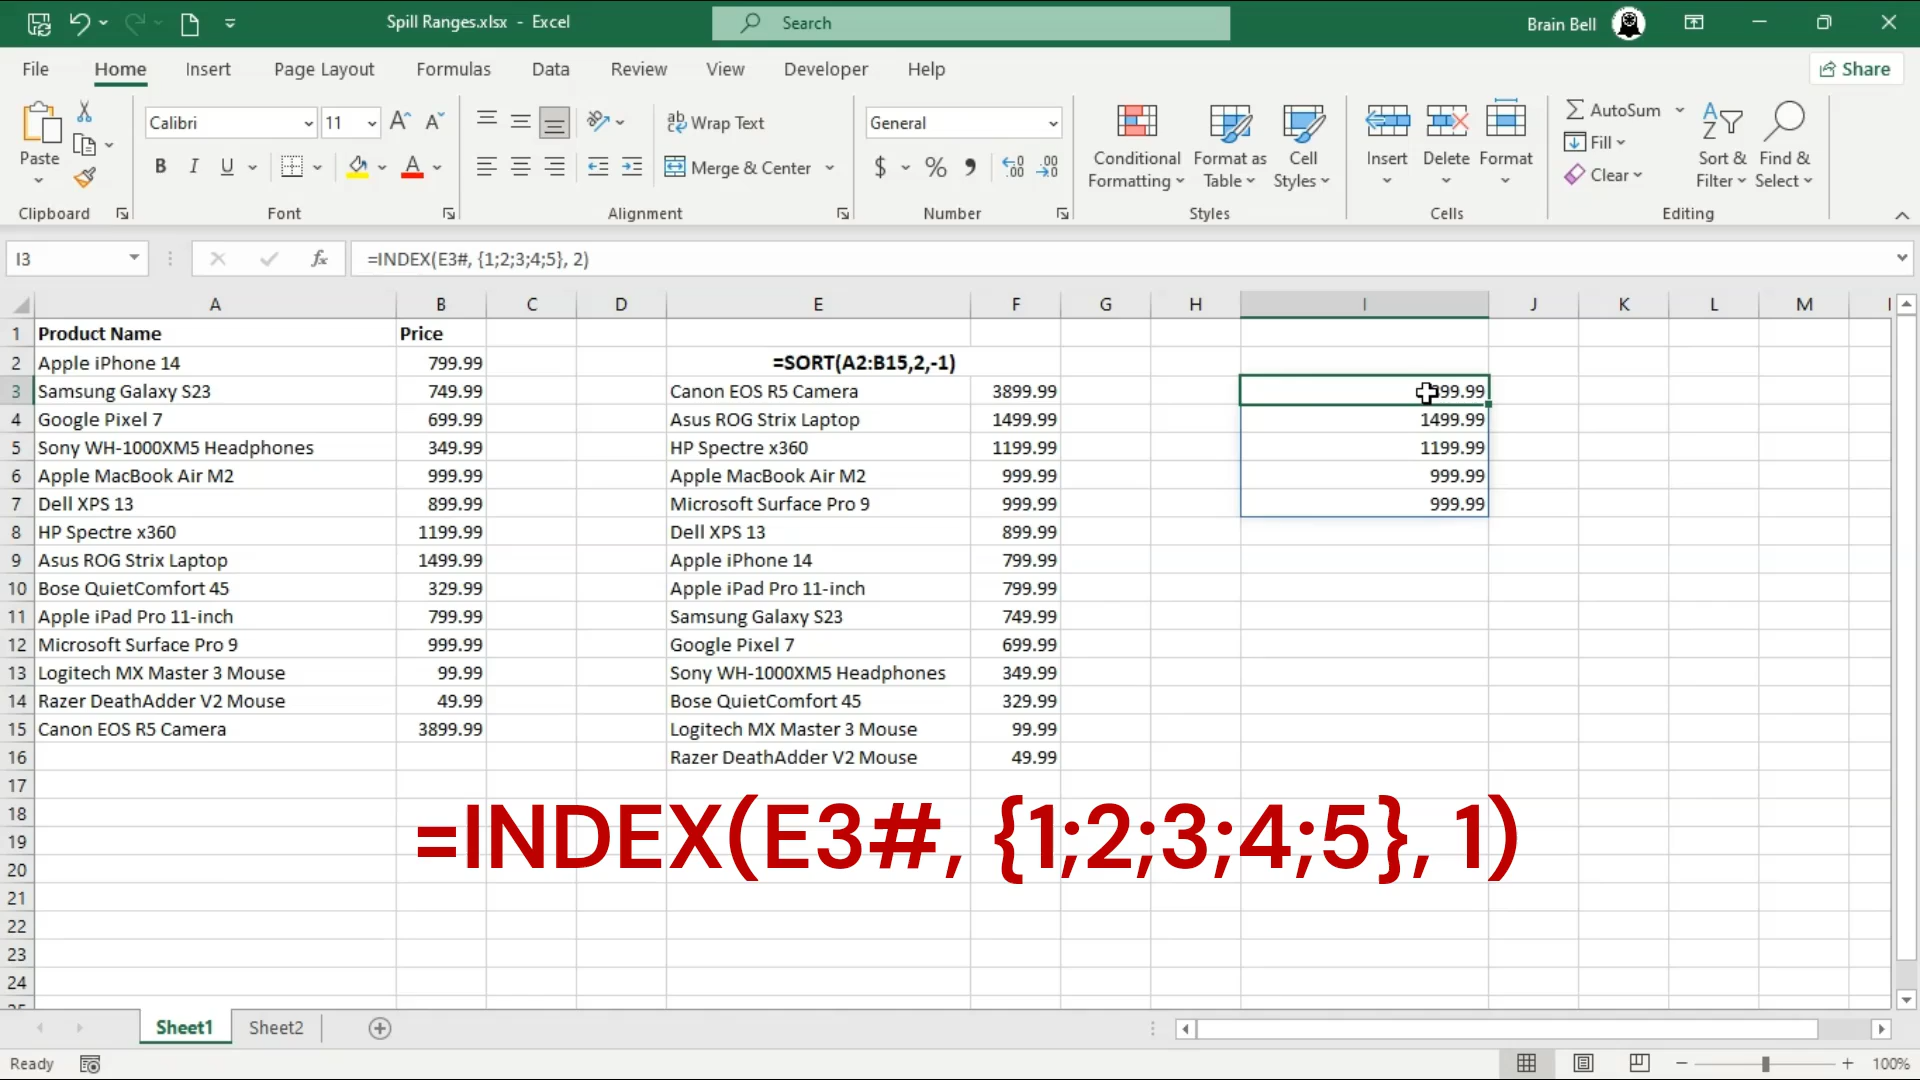 Spill Ranges.xlsx - Excel
Search
Brain Bell
File Home Insert Page Layout Formulas Data Review View Developer Help
Share
Paste
Clipboard
Calibri 11
B I U
Font
Wrap Text
Merge & Center
Alignment
General
$ % ,
Number
Conditional Formatting
Format as Table
Cell Styles
Styles
Insert Delete Format
Cells
AutoSum
Fill
Clear
Sort & Filter
Find & Select
Editing
I3
fx =INDEX(E3#, {1;2;3;4;5}, 2)
A B C D E F G H I J K L M
1 Product Name Price
2 Apple iPhone 14 799.99 =SORT(A2:B15,2,-1)
3 Samsung Galaxy S23 749.99 Canon EOS R5 Camera 3899.99
4 Google Pixel 7 699.99 Asus ROG Strix Laptop 1499.99 1499.99
5 Sony WH-1000XM5 Headphones 349.99 HP Spectre x360 1199.99 1199.99
6 Apple MacBook Air M2 999.99 Apple MacBook Air M2 999.99 999.99
7 Dell XPS 13 899.99 Microsoft Surface Pro 9 999.99 999.99
8 HP Spectre x360 1199.99 Dell XPS 13 899.99
9 Asus ROG Strix Laptop 1499.99 Apple iPhone 14 799.99
10 Bose QuietComfort 45 329.99 Apple iPad Pro 11-inch 799.99
11 Apple iPad Pro 11-inch 799.99 Samsung Galaxy S23 749.99
12 Microsoft Surface Pro 9 999.99 Google Pixel 7 699.99
13 Logitech MX Master 3 Mouse 99.99 Sony WH-1000XM5 Headphones 349.99
14 Razer DeathAdder V2 Mouse 49.99 Bose QuietComfort 45 329.99
15 Canon EOS R5 Camera 3899.99 Logitech MX Master 3 Mouse 99.99
16 Razer DeathAdder V2 Mouse 49.99
17
18
19
20
21
22
23
24
=INDEX(E3#, {1;2;3;4;5}, 1)
Sheet1 Sheet2
Ready
100%